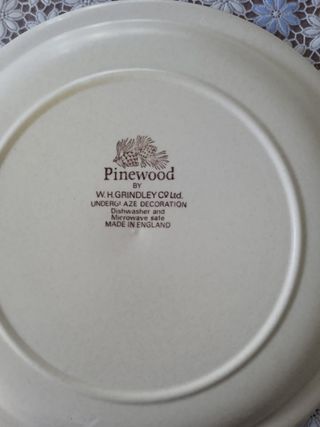 Pinewood
BY
W.H.GRINDLEY Co Ltd.
UNDERGLAZE DECORATION
Dishwasher and
Microwave safe
MADE IN ENGLAND